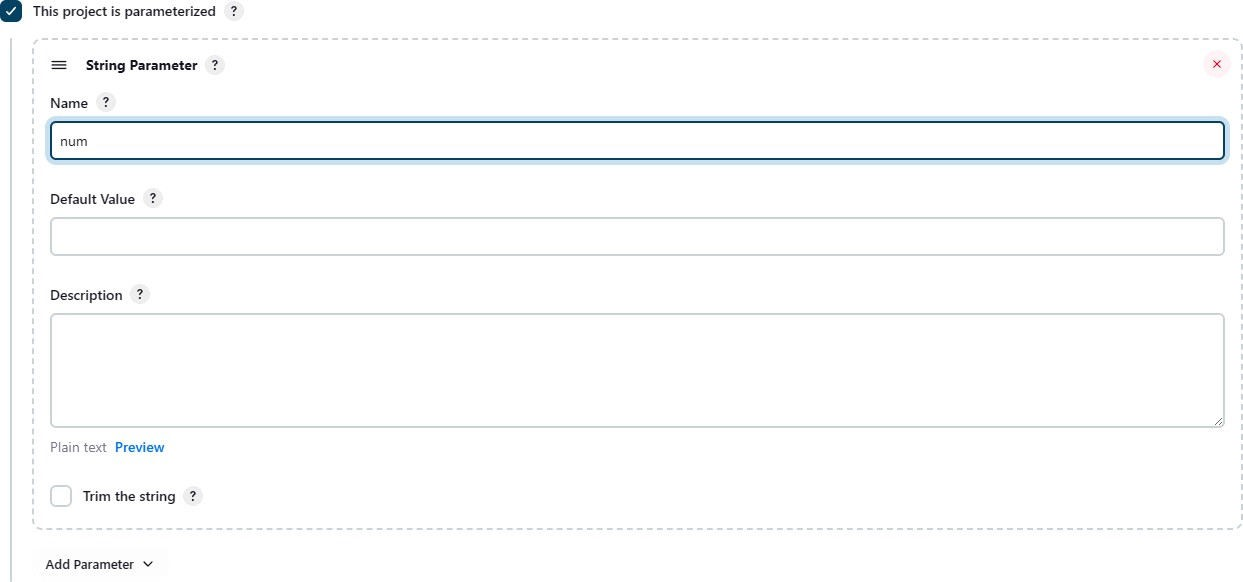 This project is parameterized ?
String Parameter ?
Name ?
num
Default Value ?
Description ?
Plain text Preview
Trim the string ?
Add Parameter